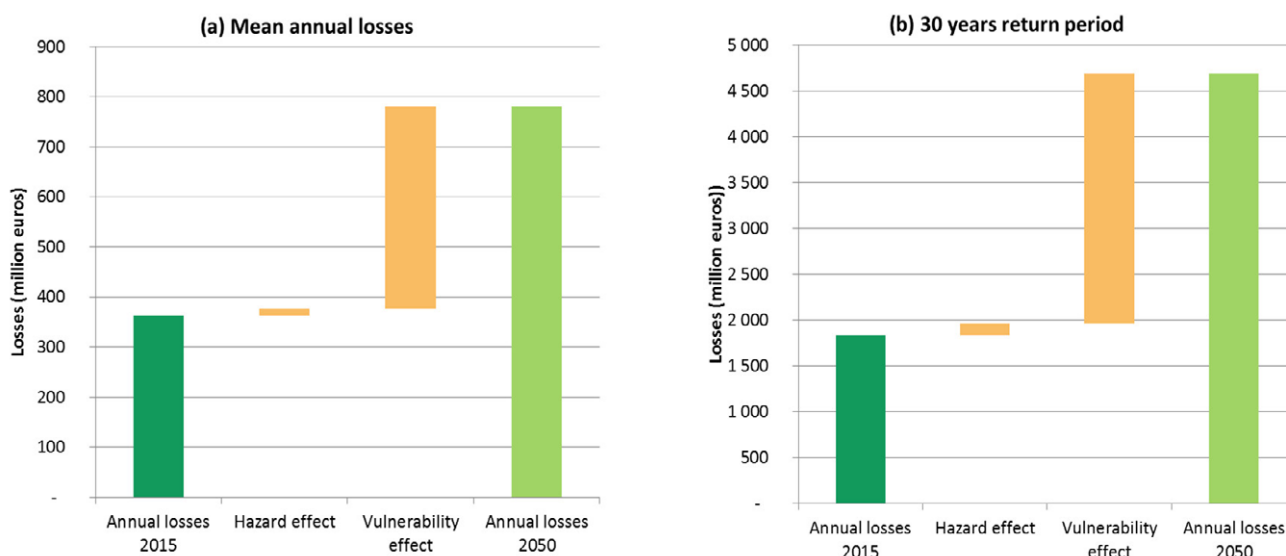 (a) Mean annual losses
900
800
700
600
500
400
300
200
100
-
Losses (million euros)
Annual losses
2015
Hazard effect
Vulnerability
effect
Annual losses
2050
(b) 30 years return period
5 000
4 500
4 000
3 500
3 000
2 500
2 000
1 500
1 000
500
-
Losses (million euros))
Annual losses
2015
Hazard effect
Vulnerability
effect
Annual losses
2050